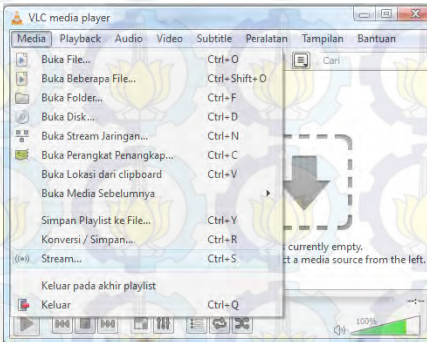 VLC media player
Media Playback Audio Video Subtitle Peralatan Tampilan Bantuan
Buka File... Ctrl+O
Cari
Buka Beberapa File... Ctrl+Shift+O
Buka Folder... Ctrl+F
Buka Disk... Ctrl+D
Buka Stream Jaringan... Ctrl+N
Buka Perangkat Penangkap... Ctrl+C
Buka Lokasi dari clipboard Ctrl+V
Buka Media Sebelumnya
Simpan Playlist ke File... Ctrl+Y
Konversi / Simpan... Ctrl+R
currently empty.
Stream... Ctrl+S
ct a media source from the left.
Keluar pada akhir playlist
Keluar Ctrl+Q
--:--
100%